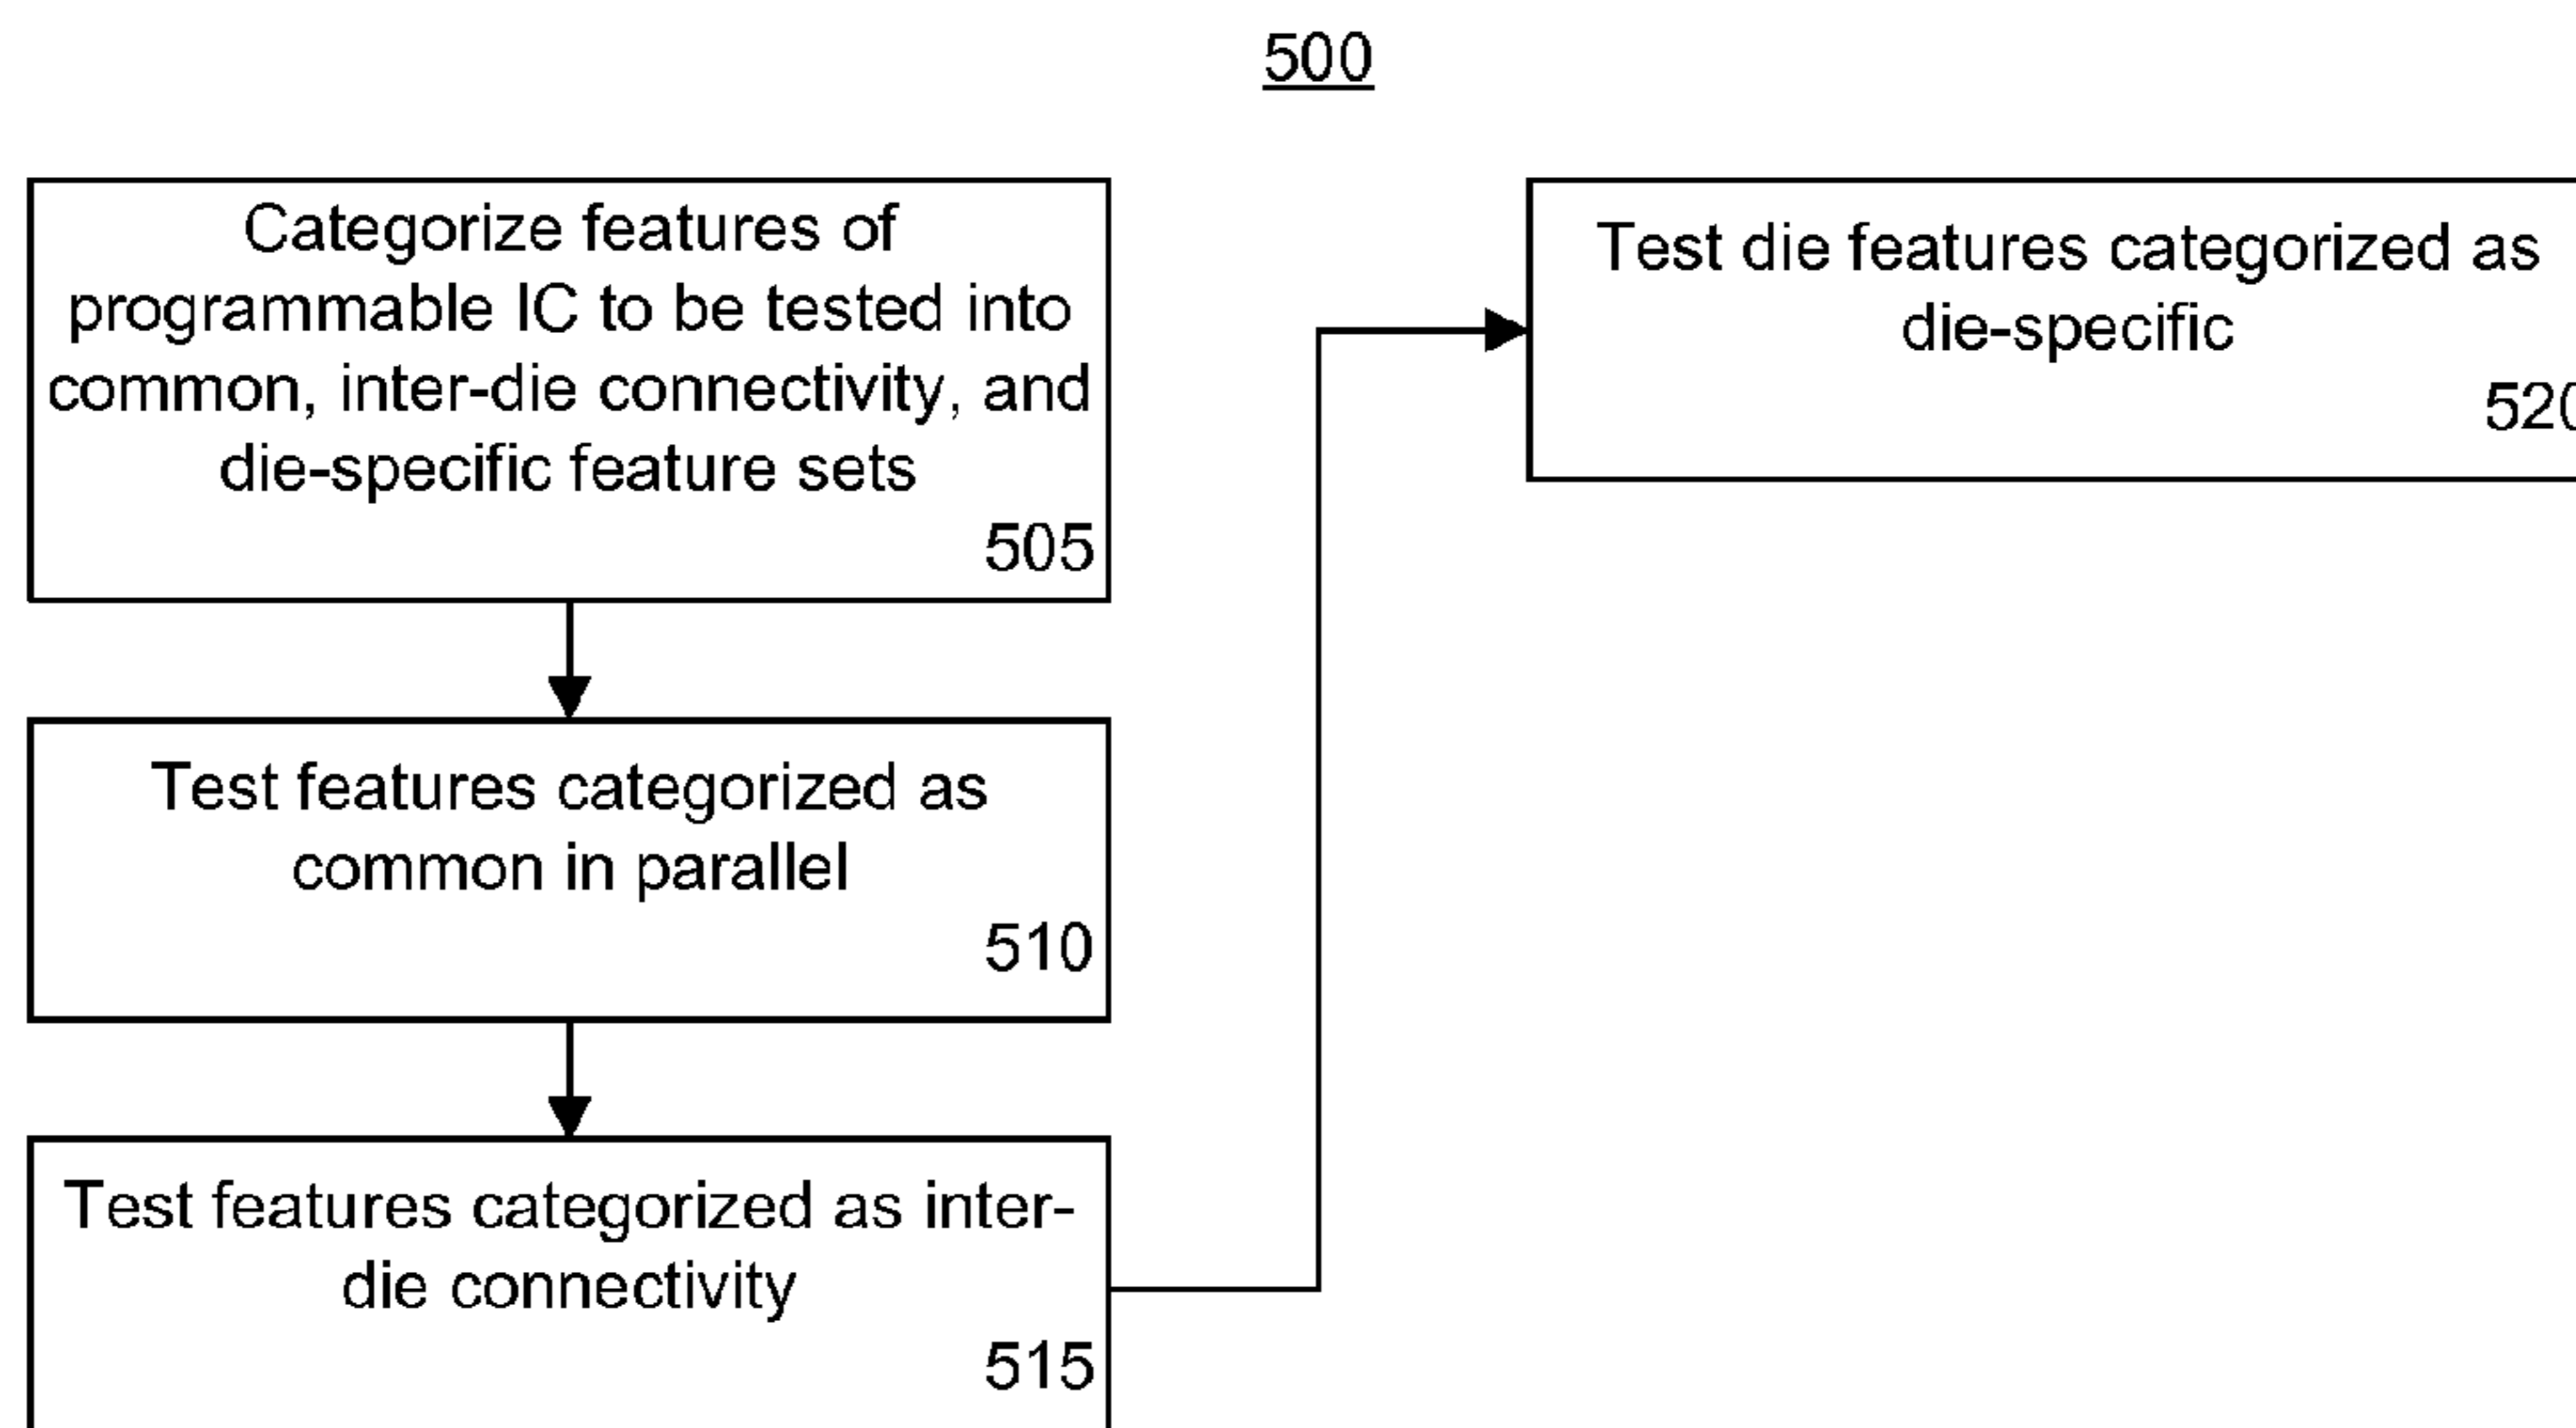 500
Categorize features of
programmable IC to be tested into
common, inter-die connectivity, and
die-specific feature sets
505
Test features categorized as
common in parallel
510
Test features categorized as inter-
die connectivity
515
Test die features categorized as
die-specific
520